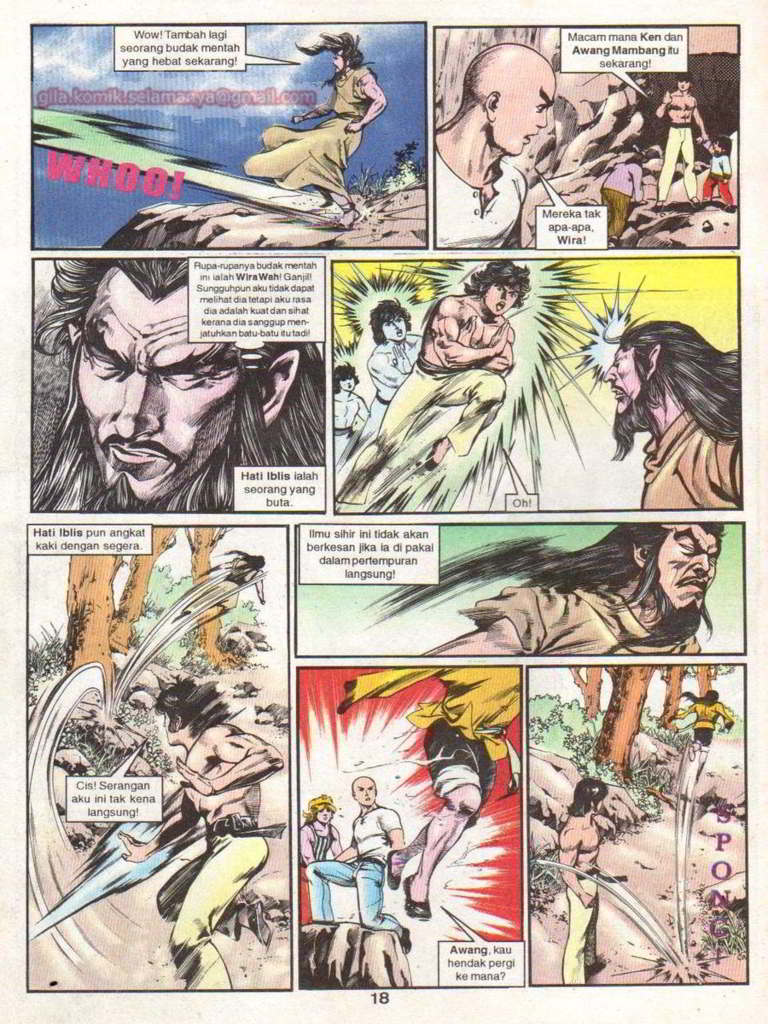 Wow! Tambah lagi
seorang budak mentah
yang hebat sekarang!
gila.komik.selamanya@gmail.com
WHOO!
Macam mana Ken dan
Awang Mambang itu
sekarang!
Mereka tak
apa-apa,
Wira!
Rupa-rupanya budak mentah
ini ialah Wira Wah! Ganjil!
Sungguhpun aku tidak dapat
melihat dia tetapi aku rasa
dia adalah kuat dan sihat
kerana dia sanggup men-
jatuhkan batu-batu itu tadi!
Hati Iblis ialah
seorang yang
buta.
Oh!
Hati Iblis pun angkat
kaki dengan segera.
Cis! Serangan
aku ini tak kena
langsung!
Ilmu sihir ini tidak akan
berkesan jika ia di pakai
dalam pertempuran
langsung!
Awang, kau
hendak pergi
ke mana?
SPONG!
18